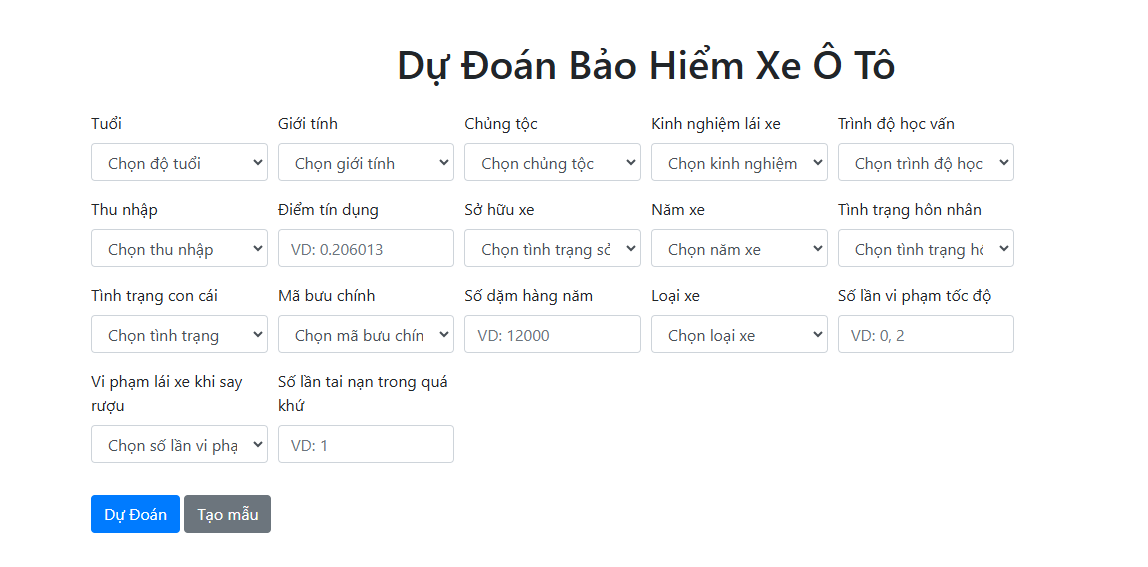 Dự Đoán Bảo Hiểm Xe Ô Tô
Tuổi
Giới tính
Chủng tộc
Kinh nghiệm lái xe
Trình độ học vấn
Chọn độ tuổi
Chọn giới tính
Chọn chủng tộc
Chọn kinh nghiệm
Chọn trình độ học
Thu nhập
Điểm tín dụng
Sở hữu xe
Năm xe
Tình trạng hôn nhân
Chọn thu nhập
VD: 0.206013
Chọn tình trạng sở
Chọn năm xe
Chọn tình trạng hô
Tình trạng con cái
Mã bưu chính
Số dặm hàng năm
Loại xe
Số lần vi phạm tốc độ
Chọn tình trạng
Chọn mã bưu chín
VD: 12000
Chọn loại xe
VD: 0, 2
Vi phạm lái xe khi say
rượu
Số lần tai nạn trong quá
khứ
Chọn số lần vi phạ
VD: 1
Dự Đoán
Tạo mẫu